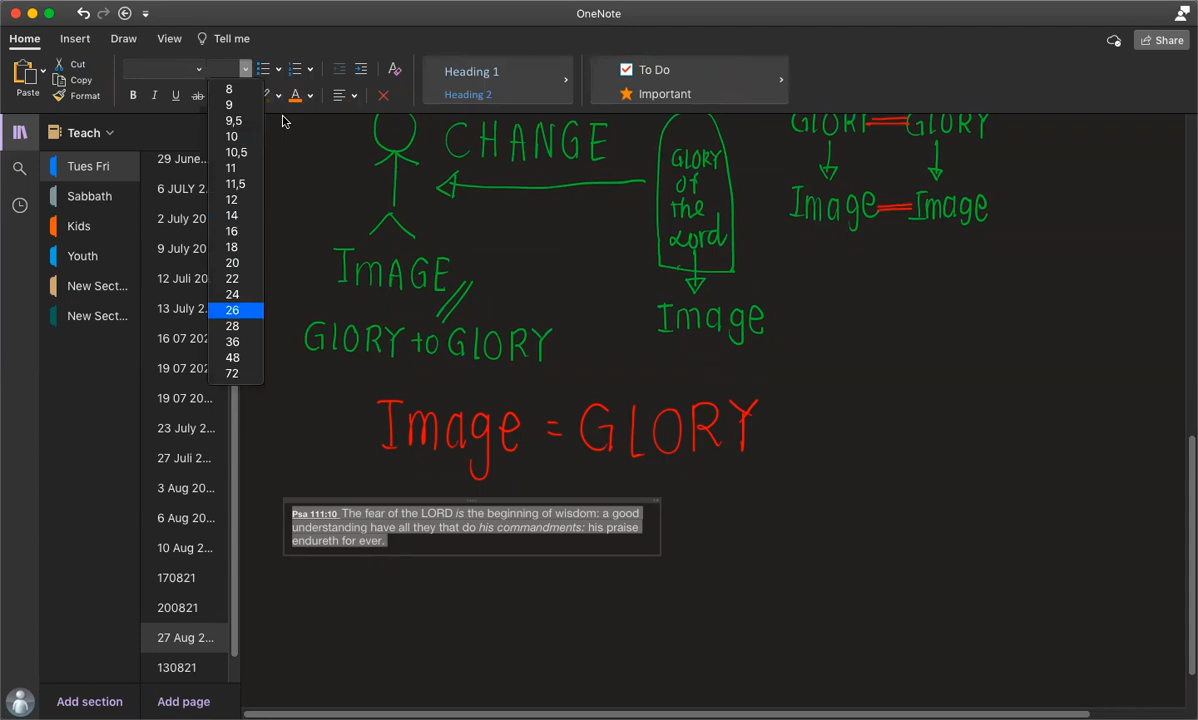 OneNote
Home Insert Draw View Tell me
Share
Paste
Cut
Copy
Format
B I U ab
Heading 1
Heading 2
To Do
Important
Teach
Tues Fri
Sabbath
Kids
Youth
New Sect...
New Sect...
29 June...
6 JULY 2...
2 July 20...
9 July 20...
12 Juli 20...
13 July 2...
16 07 202...
19 07 202...
19 07 20...
23 July 2...
27 Juli 2...
3 Aug 20...
6 Aug 20...
10 Aug 2...
170821
200821
27 Aug 2...
130821
Add section
Add page
8
9
9,5
10
10,5
11
11,5
12
14
16
18
20
22
24
26
28
36
48
72
CHANGE
GLORY
of
the
Lord
GLORY = GLORY
Image = Image
ImAGE
Image
GLORY to GLORY
Image = GLORY
Psa 111:10 The fear of the LORD is the beginning of wisdom: a good
understanding have all they that do his commandments: his praise
endureth for ever.